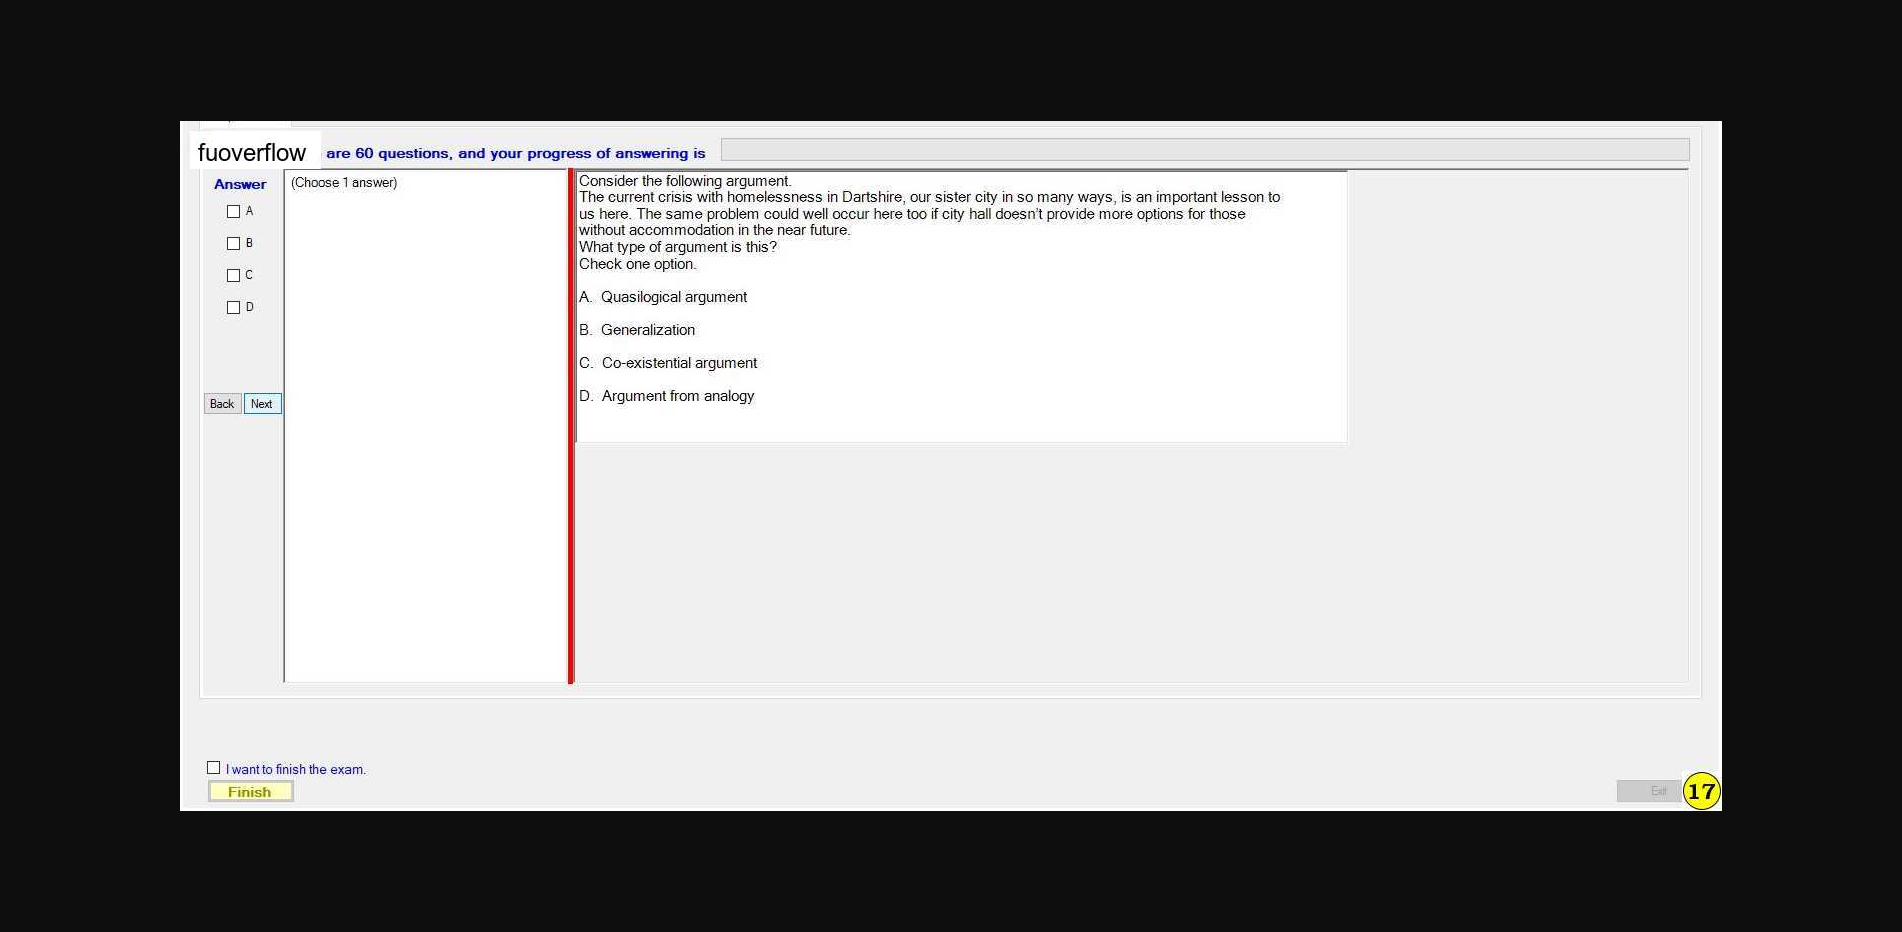 fuoverflow are 60 questions, and your progress of answering is
Answer
(Choose 1 answer)
A
B
C
D
Back Next
Consider the following argument.
The current crisis with homelessness in Dartshire, our sister city in so many ways, is an important lesson to
us here. The same problem could well occur here too if city hall doesn't provide more options for those
without accommodation in the near future.
What type of argument is this?
Check one option.
A. Quasilogical argument
B. Generalization
C. Co-existential argument
D. Argument from analogy
I want to finish the exam.
Finish
Exit
17